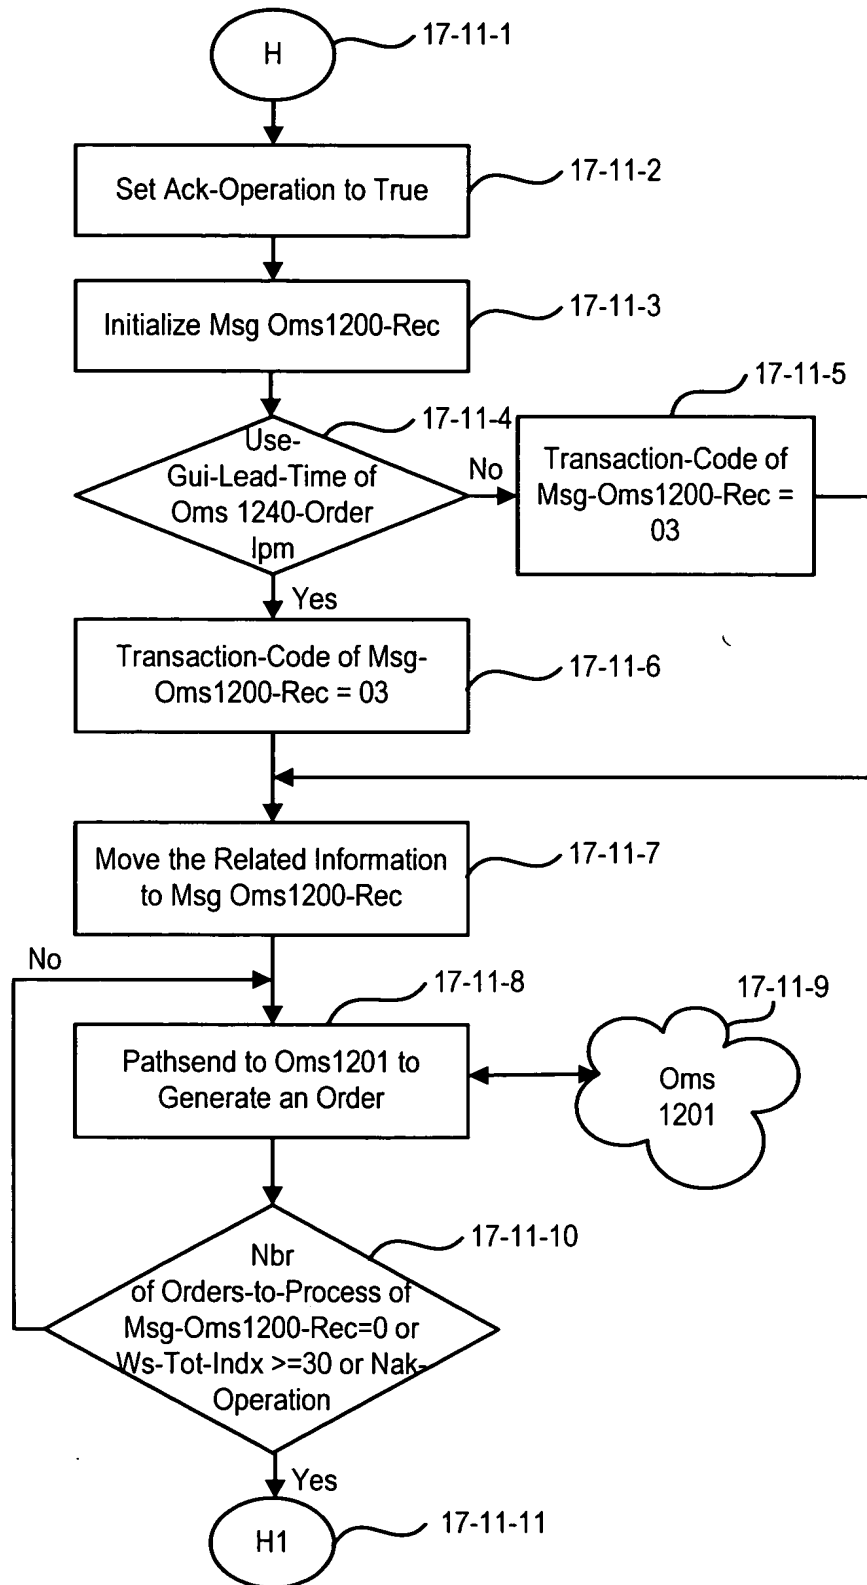 H
17-11-1
Set Ack-Operation to True
17-11-2
Initialize Msg Oms1200-Rec
17-11-3
17-11-4
Use-
Gui-Lead-Time of
Oms 1240-Order
Ipm
No
17-11-5
Transaction-Code of
Msg-Oms1200-Rec =
03
Yes
Transaction-Code of Msg-
Oms1200-Rec = 03
17-11-6
Move the Related Information
to Msg Oms1200-Rec
17-11-7
No
17-11-8
Pathsend to Oms1201 to
Generate an Order
17-11-9
Oms
1201
17-11-10
Nbr
of Orders-to-Process of
Msg-Oms1200-Rec=0 or
Ws-Tot-Indx >=30 or Nak-
Operation
Yes
H1
17-11-11